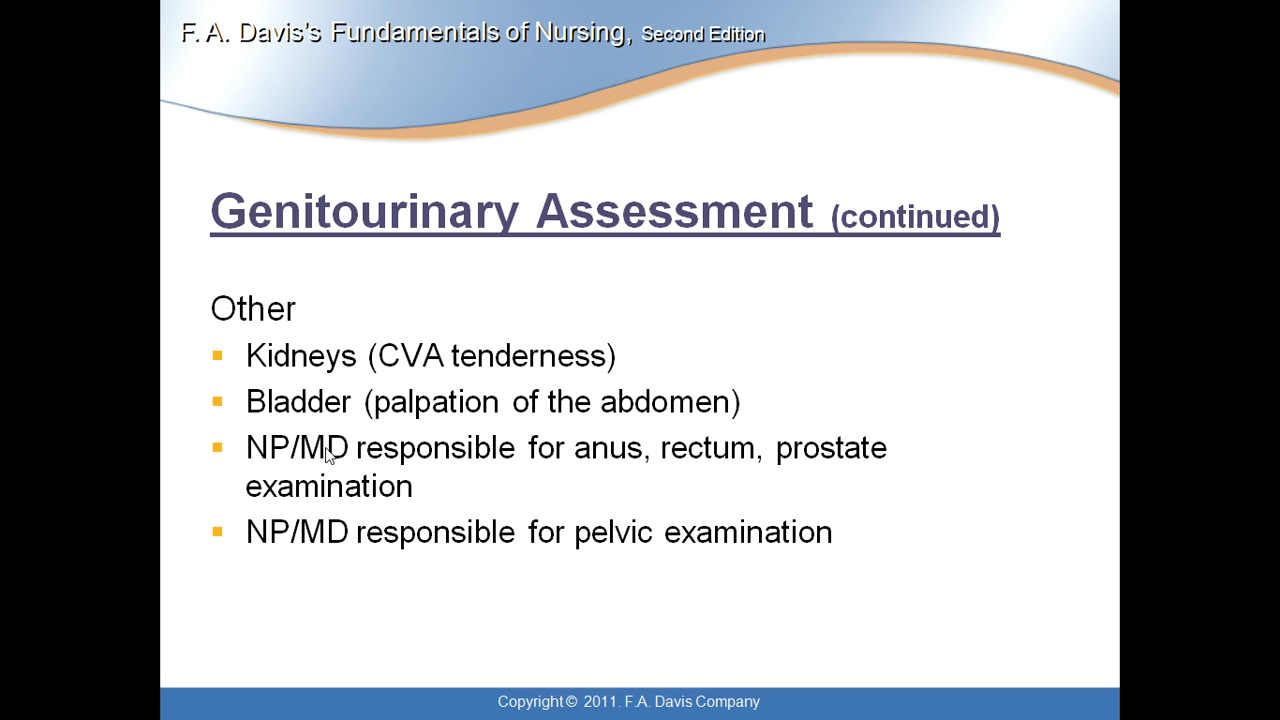 F. A. Davis's Fundamentals of Nursing, Second Edition
Genitourinary Assessment (continued)
Other
Kidneys (CVA tenderness)
Bladder (palpation of the abdomen)
NP/MD responsible for anus, rectum, prostate
examination
NP/MD responsible for pelvic examination
Copyright © 2011. F.A. Davis Company